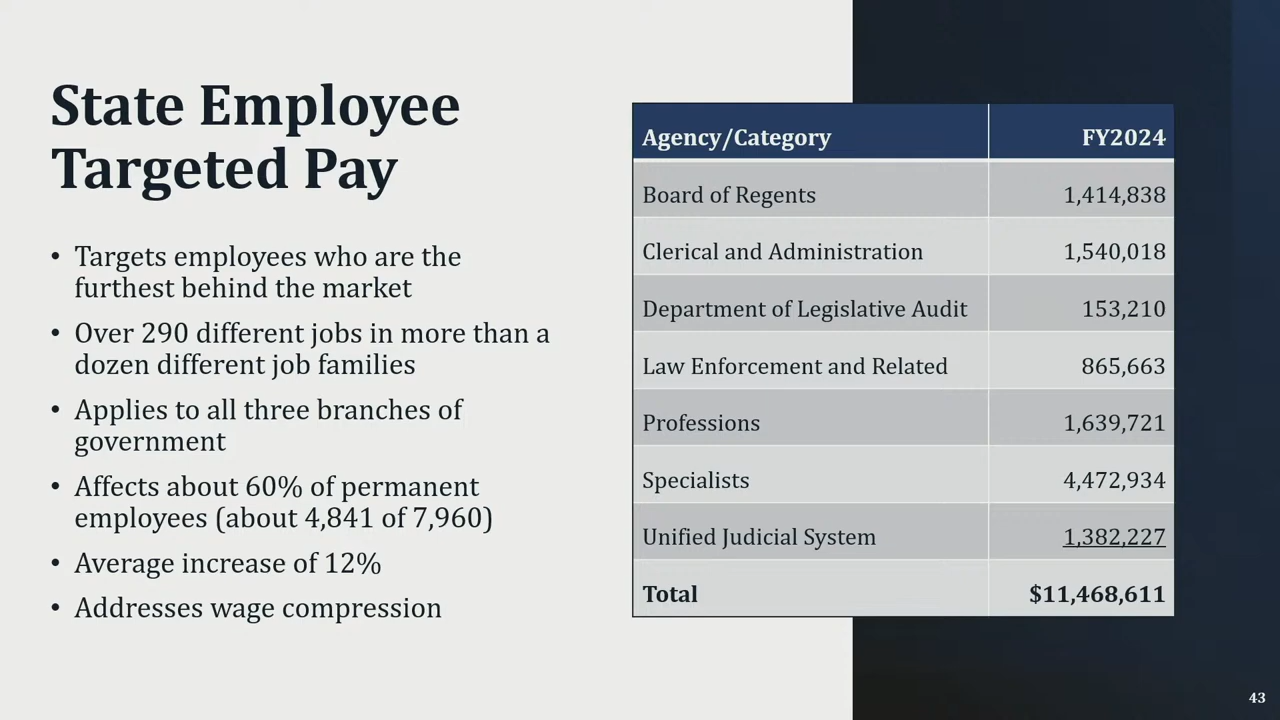 State Employee
Targeted Pay
• Targets employees who are the
furthest behind the market
• Over 290 different jobs in more than a
dozen different job families
• Applies to all three branches of
government
• Affects about 60% of permanent
employees (about 4,841 of 7,960)
• Average increase of 12%
• Addresses wage compression
Agency/Category FY2024
Board of Regents 1,414,838
Clerical and Administration 1,540,018
Department of Legislative Audit 153,210
Law Enforcement and Related 865,663
Professions 1,639,721
Specialists 4,472,934
Unified Judicial System 1,382,227
Total $11,468,611
43